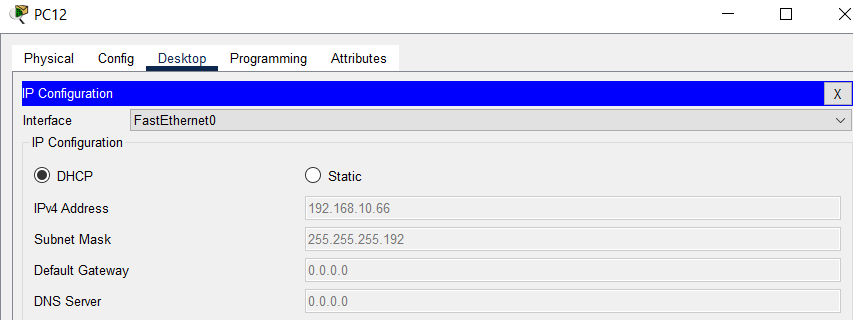 PC12
Physical Config Desktop Programming Attributes
IP Configuration X
Interface FastEthernet0
IP Configuration
DHCP Static
IPv4 Address 192.168.10.66
Subnet Mask 255.255.255.192
Default Gateway 0.0.0.0
DNS Server 0.0.0.0